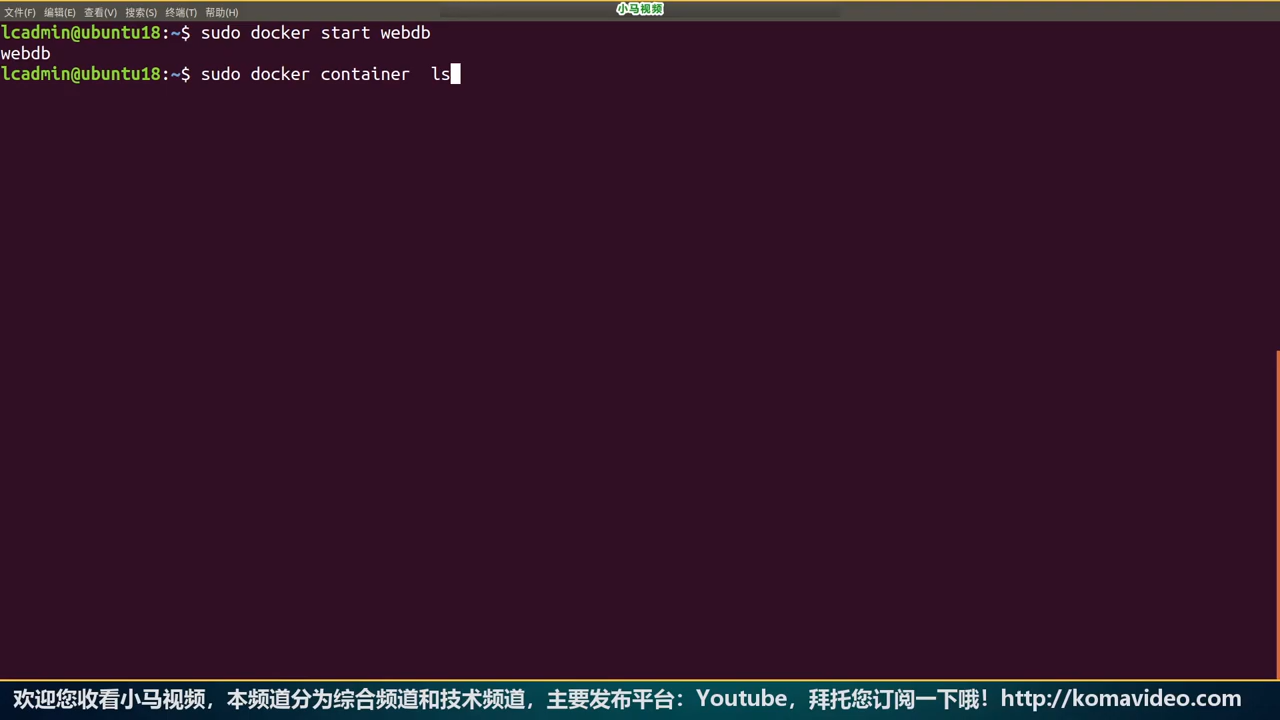 小马视频
文件(F) 编辑(E) 查看(V) 搜索(S) 终端(T) 帮助(H)
lcadmin@ubuntu18:~$ sudo docker start webdb
webdb
lcadmin@ubuntu18:~$ sudo docker container  ls
欢迎您收看小马视频，本频道分为综合频道和技术频道，主要发布平台：Youtube，拜托您订阅一下哦！http://komavideo.com